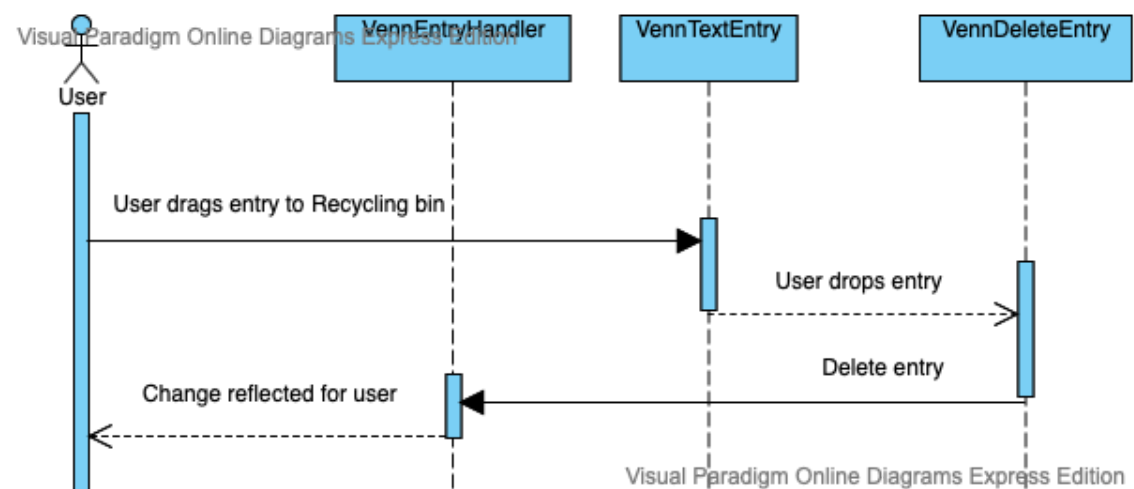 Visual Paradigm Online Diagrams Express Edition
VennEntryHandler
VennTextEntry
VennDeleteEntry
User
User drags entry to Recycling bin
User drops entry
Delete entry
Change reflected for user
Visual Paradigm Online Diagrams Express Edition